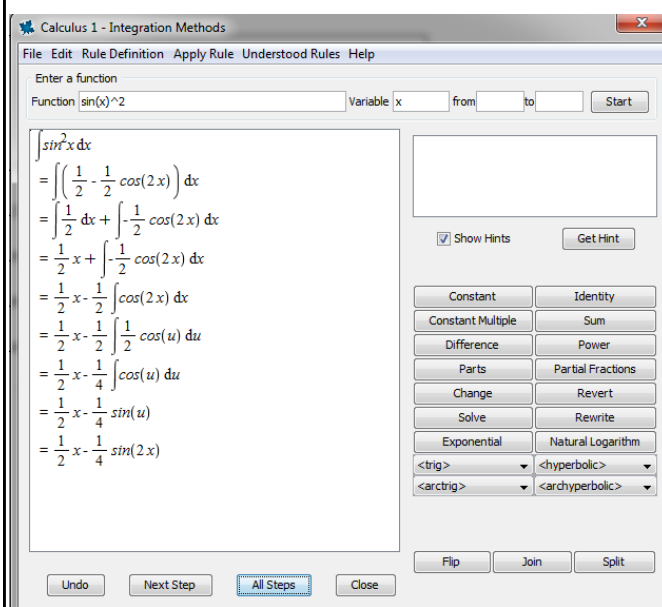 Calculus 1 - Integration Methods
File Edit Rule Definition Apply Rule Understood Rules Help
Enter a function
Function sin(x)^2 Variable x from to Start
∫sin²x dx
= ∫(1/2 - 1/2 cos(2x)) dx
= ∫1/2 dx + ∫-1/2 cos(2x) dx
= 1/2 x + ∫-1/2 cos(2x) dx
= 1/2 x - 1/2 ∫cos(2x) dx
= 1/2 x - 1/2 ∫1/2 cos(u) du
= 1/2 x - 1/4 ∫cos(u) du
= 1/2 x - 1/4 sin(u)
= 1/2 x - 1/4 sin(2x)
Show Hints Get Hint
Constant Identity
Constant Multiple Sum
Difference Power
Parts Partial Fractions
Change Revert
Solve Rewrite
Exponential Natural Logarithm
<trig> <hyperbolic>
<arctrig> <archyperbolic>
Flip Join Split
Undo Next Step All Steps Close